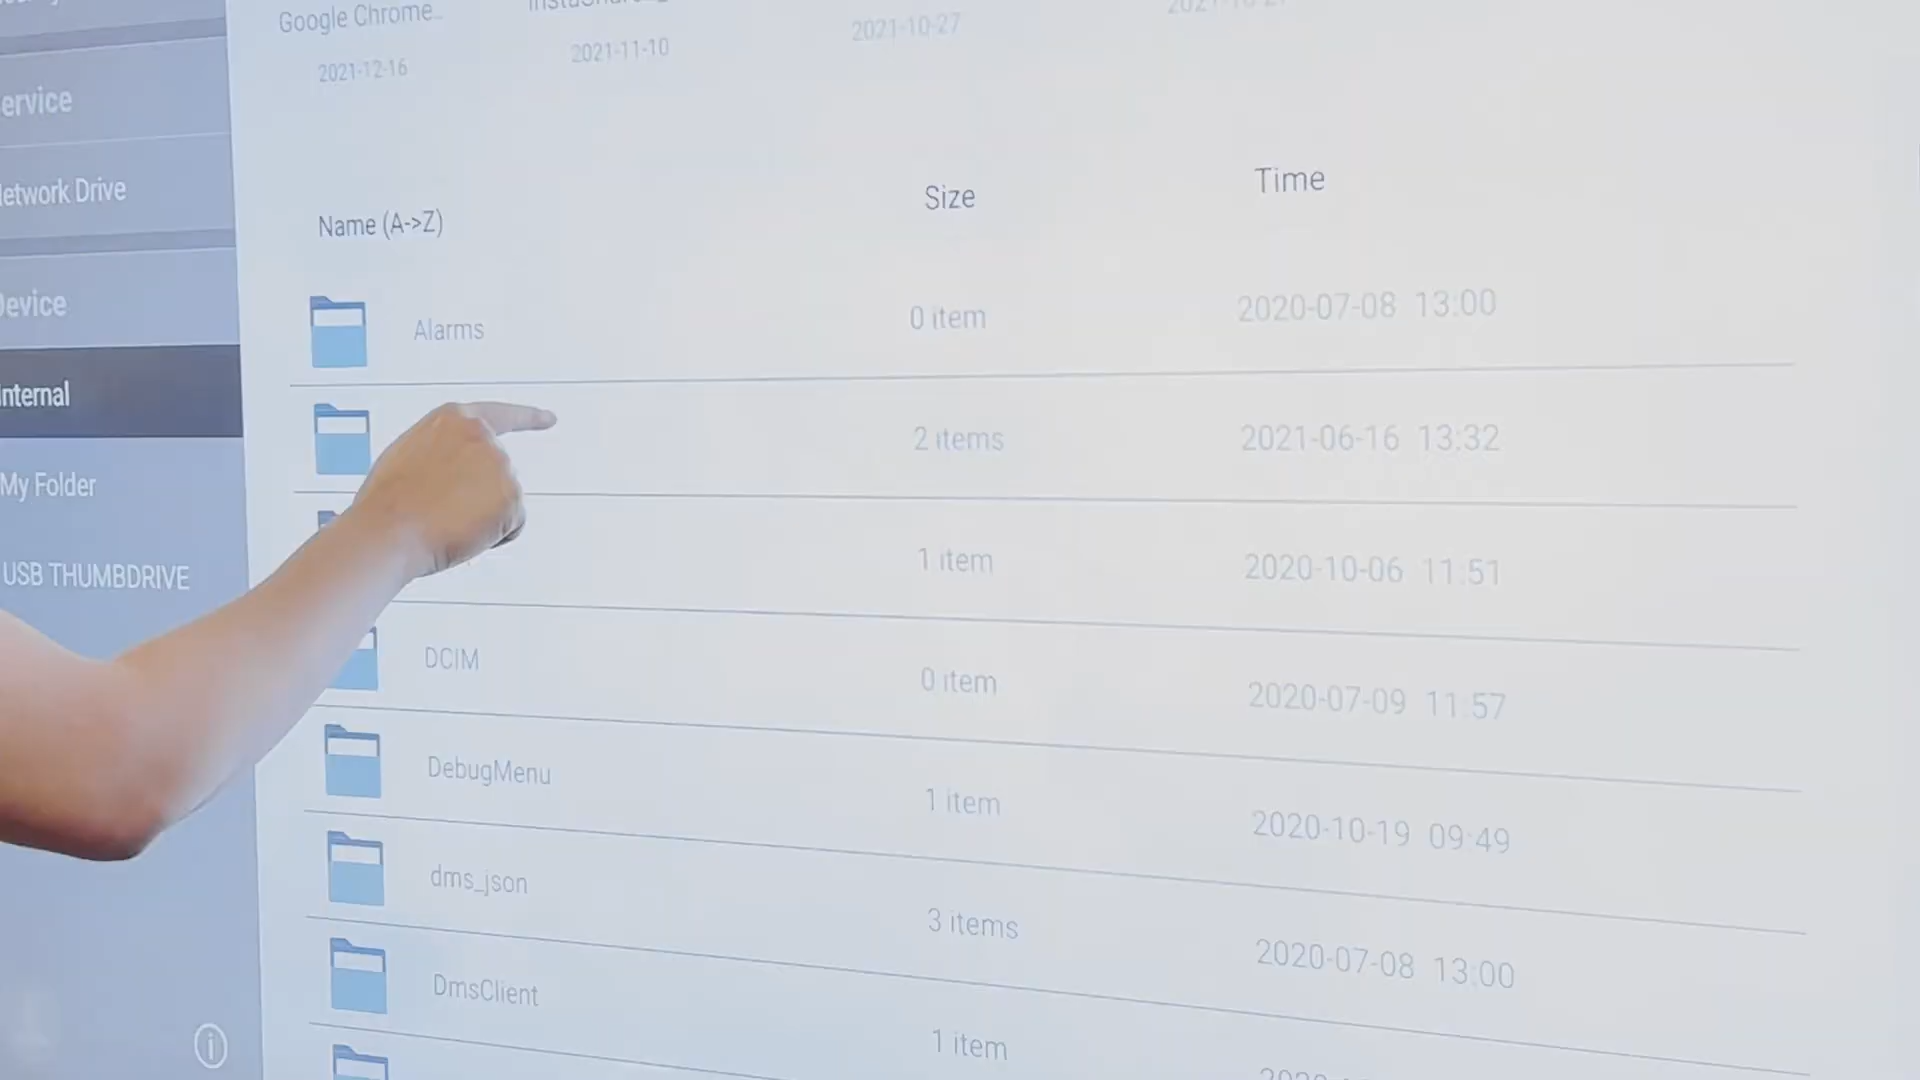 Google Chrome...
2021-12-16
2021-11-10
2021-10-27
ervice
etwork Drive
Device
Internal
My Folder
USB THUMBDRIVE
Name (A->Z)
Size
Time
Alarms
0 item
2020-07-08 13:00
2 items
2021-06-16 13:32
1 item
2020-10-06 11:51
DCIM
0 item
2020-07-09 11:57
DebugMenu
1 item
2020-10-19 09:49
dms_json
3 items
2020-07-08 13:00
DmsClient
1 item